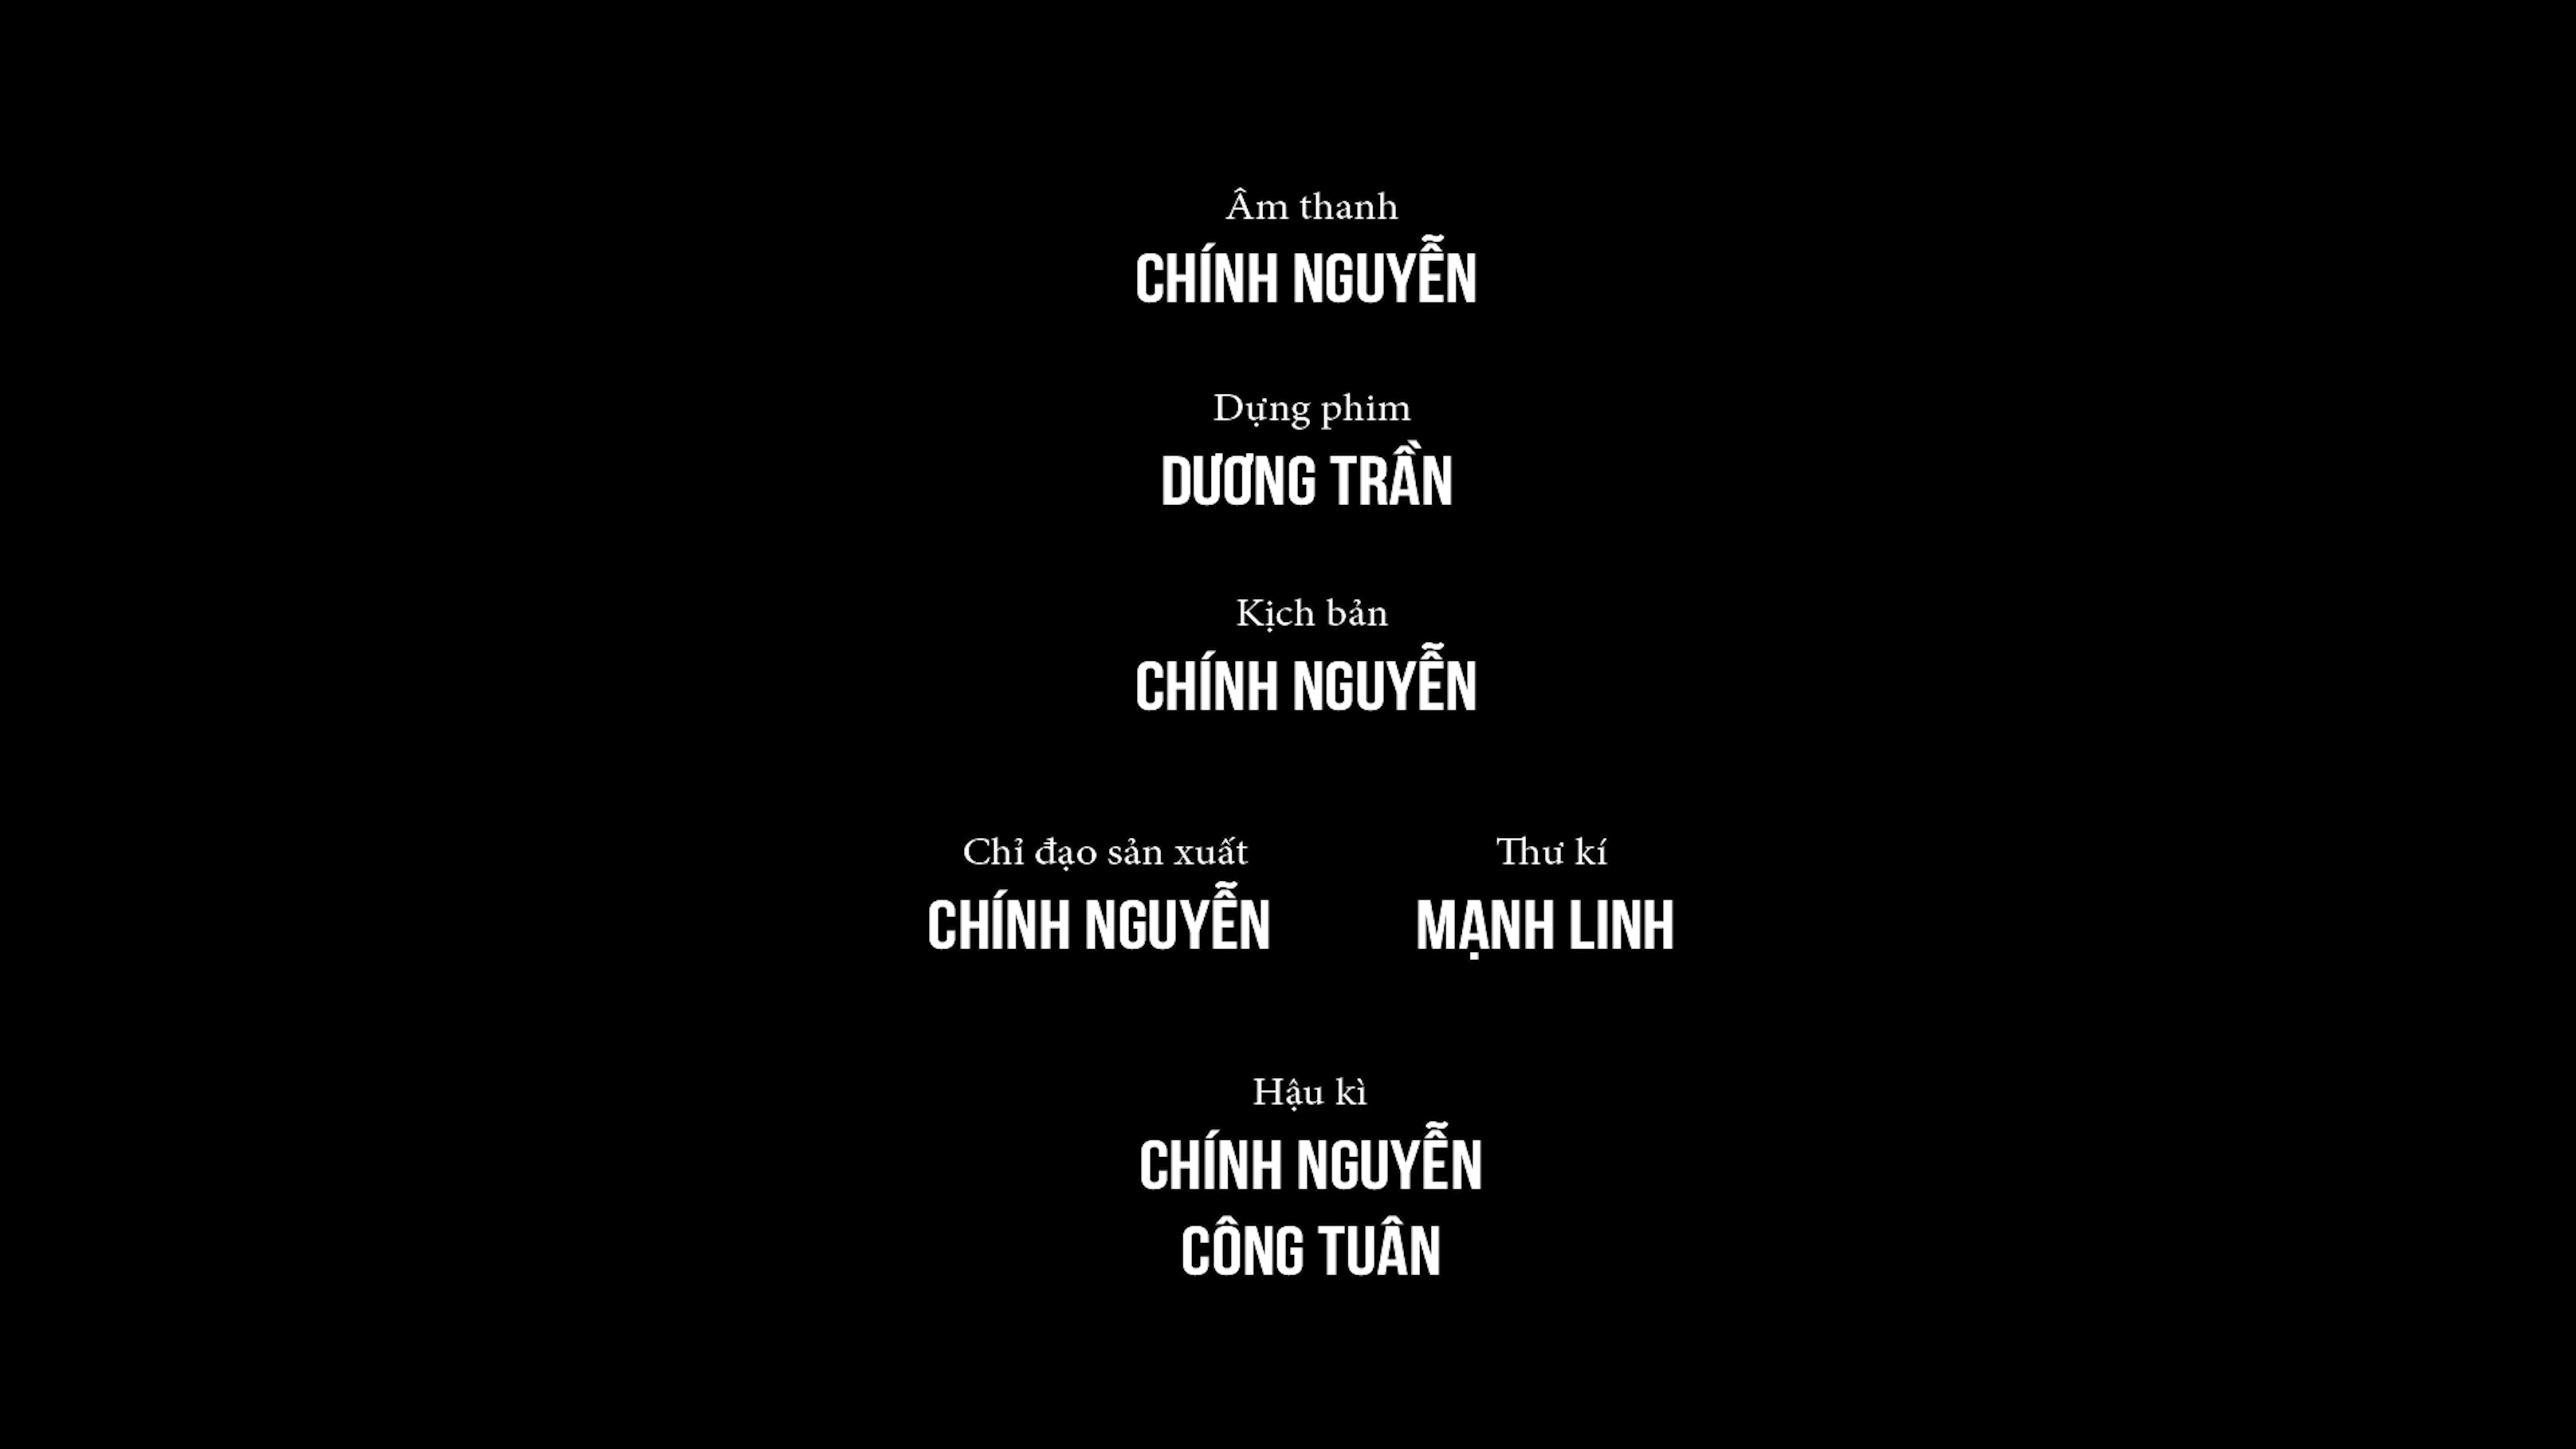 Âm thanh
CHÍNH NGUYỄN
Dựng phim
DƯƠNG TRẦN
Kịch bản
CHÍNH NGUYỄN
Chỉ đạo sản xuất
CHÍNH NGUYỄN
Thư kí
MẠNH LINH
Hậu kì
CHÍNH NGUYỄN
CÔNG TUÂN